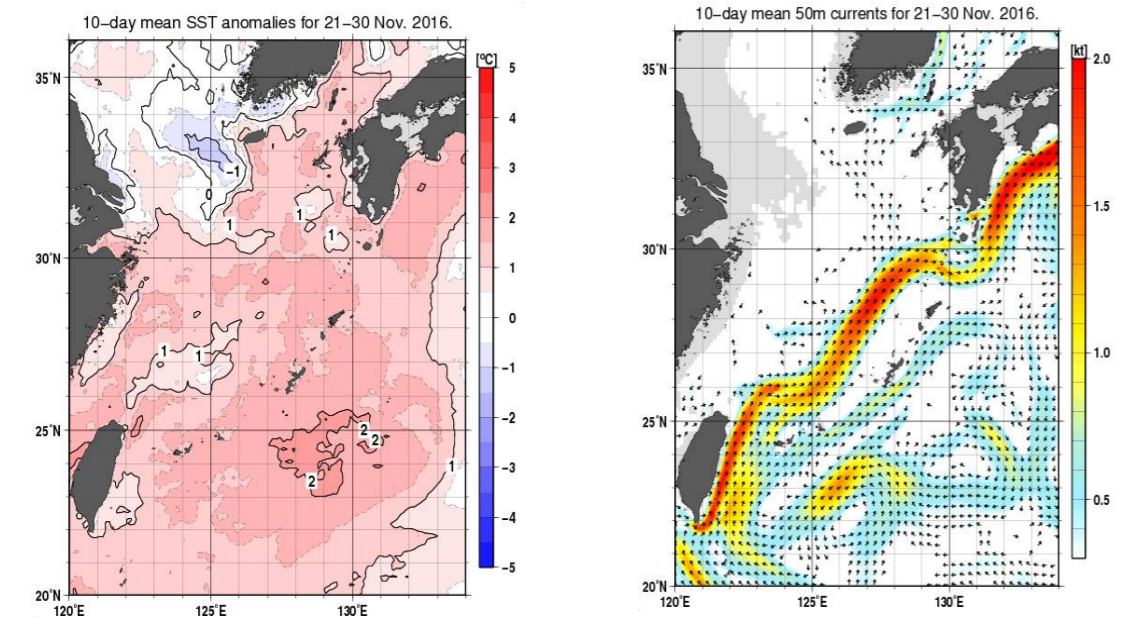 10-day mean SST anomalies for 21-30 Nov. 2016.
[°C]
5
4
3
2
1
0
-1
-2
-3
-4
-5
35°N
30°N
25°N
20°N
120°E
125°E
130°E
-1
0
1
1
1
1
1
2
2
2
1
10-day mean 50m currents for 21-30 Nov. 2016.
[kt]
2.0
1.5
1.0
0.5
35°N
30°N
25°N
20°N
120°E
125°E
130°E